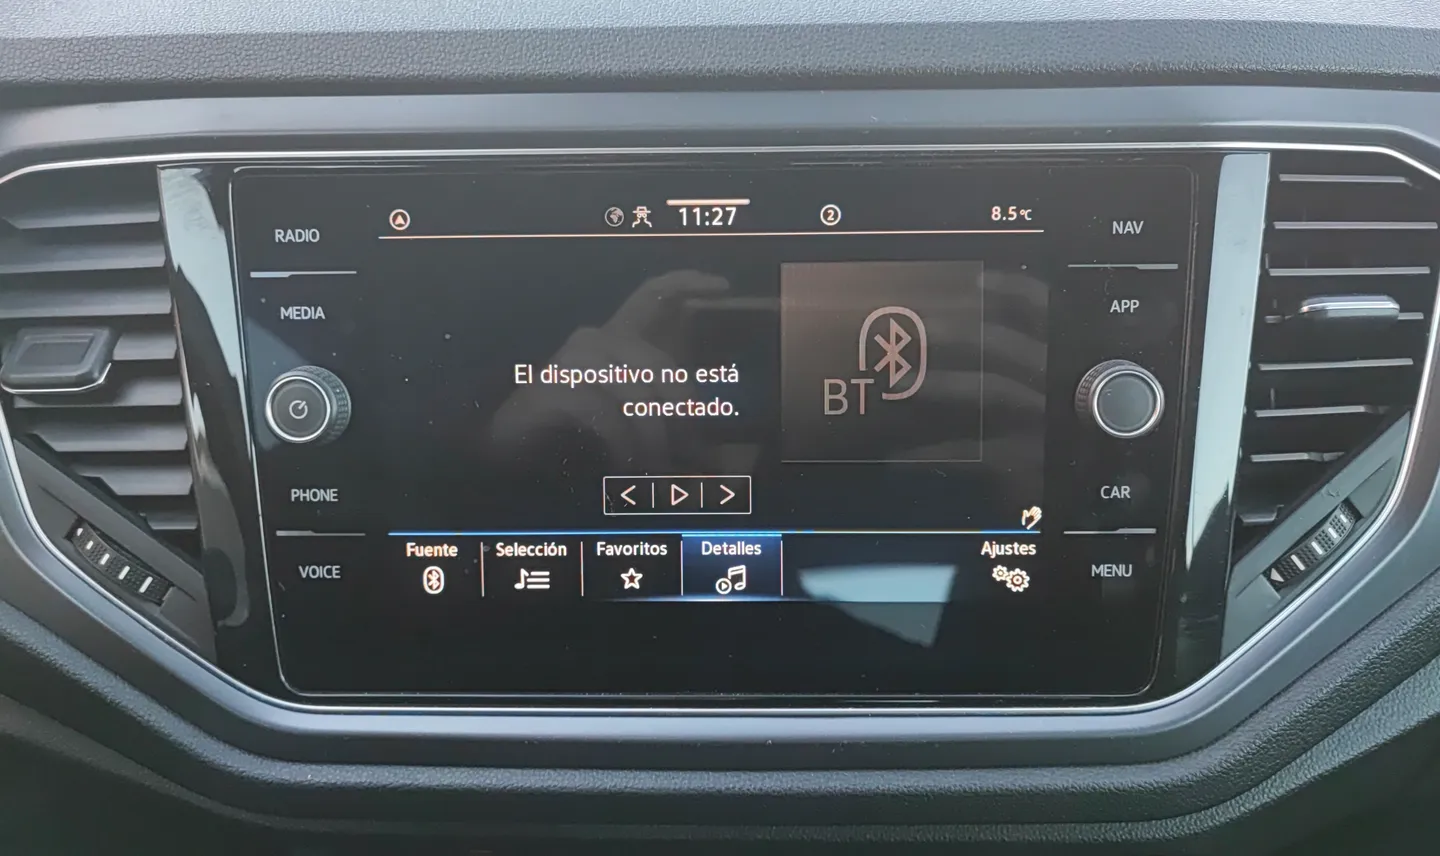 11:27
2
8.5°C
RADIO
NAV
MEDIA
APP
El dispositivo no está
conectado.
BT
PHONE
CAR
Fuente
Selección
Favoritos
Detalles
Ajustes
VOICE
MENU